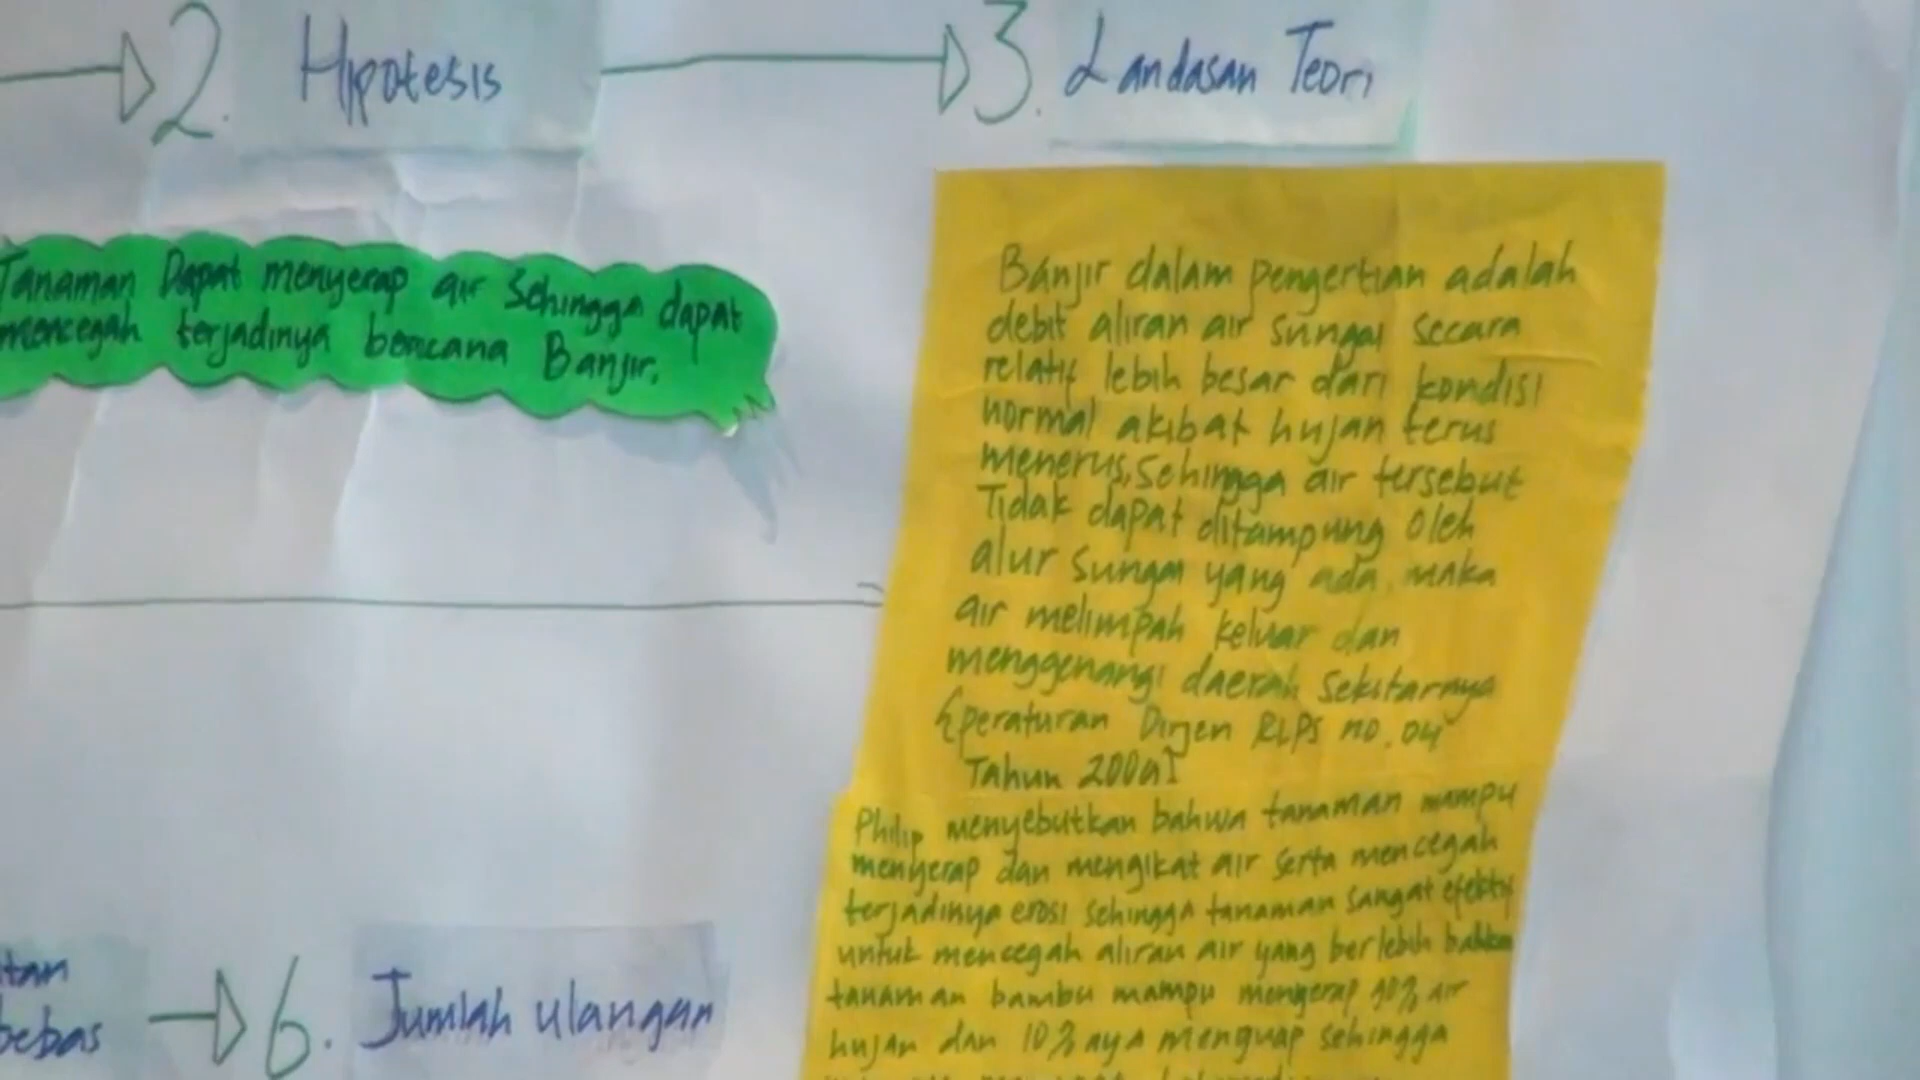 2. Hipotesis
3. Landasan Teori
Tanaman Dapat menyerap air Sehingga dapat
mencegah terjadinya bencana Banjir.
Banjir dalam pengertian adalah
debit aliran air sungai secara
relatif lebih besar dari kondisi
normal akibat hujan terus
menerus, sehingga air tersebut
Tidak dapat ditampung oleh
alur sungai yang ada, maka
air melimpah keluar dan
menggenangi daerah sekitarnya
peraturan Dirjen RLPS no. 04
Tahun
Philip menyebutkan bahwa tanaman mampu
menyerap dan mengikat air serta mencegah
terjadinya erosi sehingga tanaman sangat efektif
untuk mencegah aliran air yang berlebih bahkan
tanaman bambu mampu menyerap 90% air
hujan dan 10% nya menguap sehingga
bebas
6. Jumlah ulangan